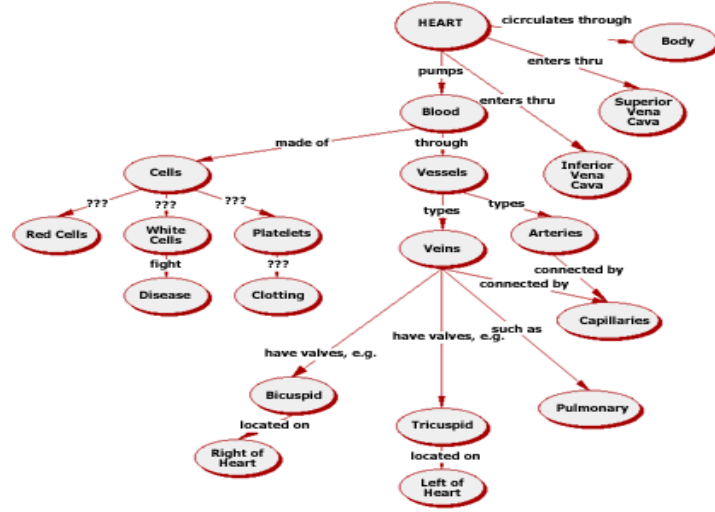 HEART
cicrculates through
Body
enters thru
Superior
Vena
Cava
pumps
enters thru
Blood
Inferior
Vena
Cava
made of
through
Cells
Vessels
???
???
???
types
types
Red Cells
White
Cells
Platelets
Veins
Arteries
fight
???
connected by
connected by
Disease
Clotting
Capillaries
have valves, e.g.
have valves, e.g.
such as
Bicuspid
Pulmonary
located on
Tricuspid
Right of
Heart
located on
Left of
Heart